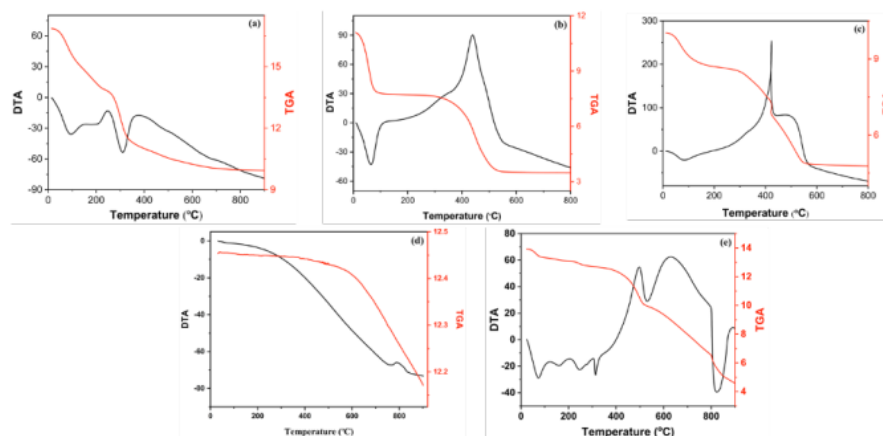 (a)
60
30
0
-30
-60
-90
DTA
15
12
9
TGA
0 200 400 600 800
Temperature (°C)
(b)
90
60
30
0
-30
-60
DTA
12
9
6
3
TGA
0 200 400 600 800
Temperature (°C)
(c)
300
200
100
0
-100
DTA
9
TGA
0 200 400 600 800
Temperature (°C)
(d)
0
-20
-40
-60
-80
DTA
12.5
12.4
12.3
12.2
TGA
0 200 400 600 800
Temperature (°C)
(e)
80
60
40
20
0
-20
-40
DTA
14
12
10
8
6
4
TGA
0 200 400 600 800
Temperature (°C)